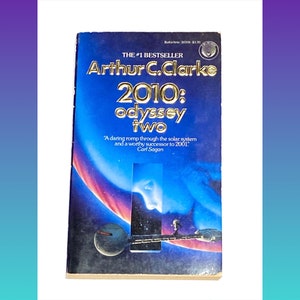 THE #1 BESTSELLER
Arthur C. Clarke
2010:
odyssey
two
"A daring romp through the solar system
and a worthy successor to 2001."
Carl Sagan